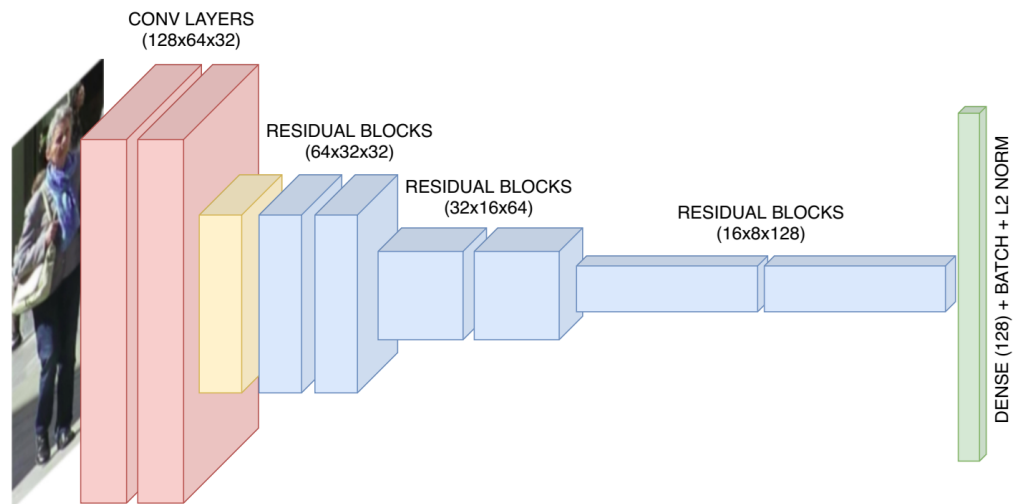 CONV LAYERS
(128x64x32)
RESIDUAL BLOCKS
(64x32x32)
RESIDUAL BLOCKS
(32x16x64)
RESIDUAL BLOCKS
(16x8x128)
DENSE (128) + BATCH + L2 NORM